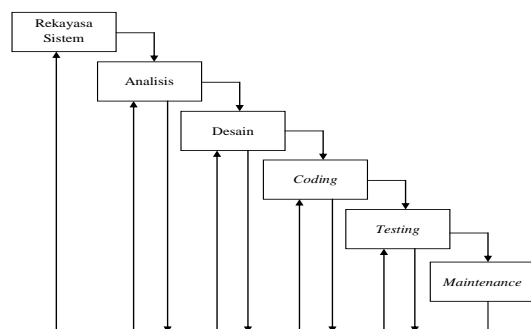 Rekayasa
Sistem
Analisis
Desain
Coding
Testing
Maintenance